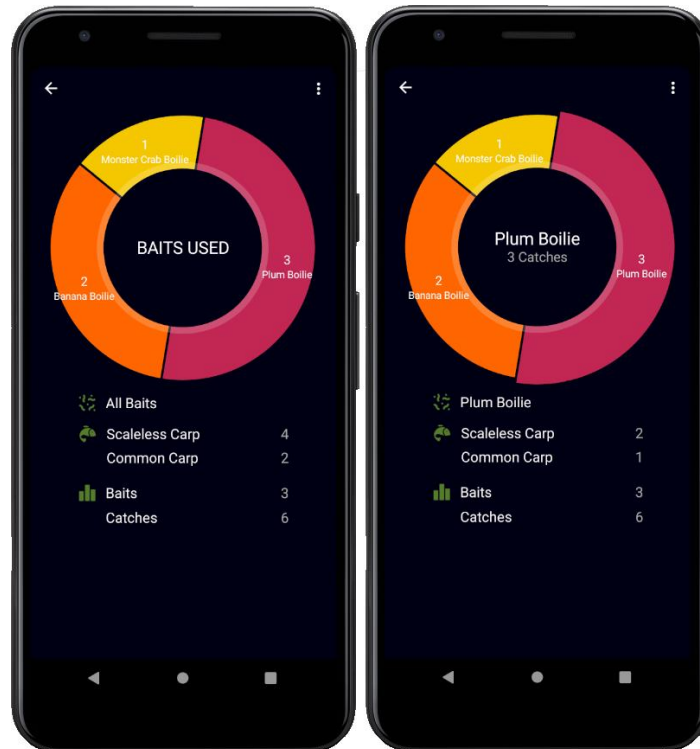 1
Monster Crab Boilie
BAITS USED
3
Plum Boilie
2
Banana Boilie
All Baits
Scaleless Carp 4
Common Carp 2
Baits 3
Catches 6
1
Monster Crab Boilie
Plum Boilie
3 Catches
3
Plum Boilie
2
Banana Boilie
Plum Boilie
Scaleless Carp 2
Common Carp 1
Baits 3
Catches 6